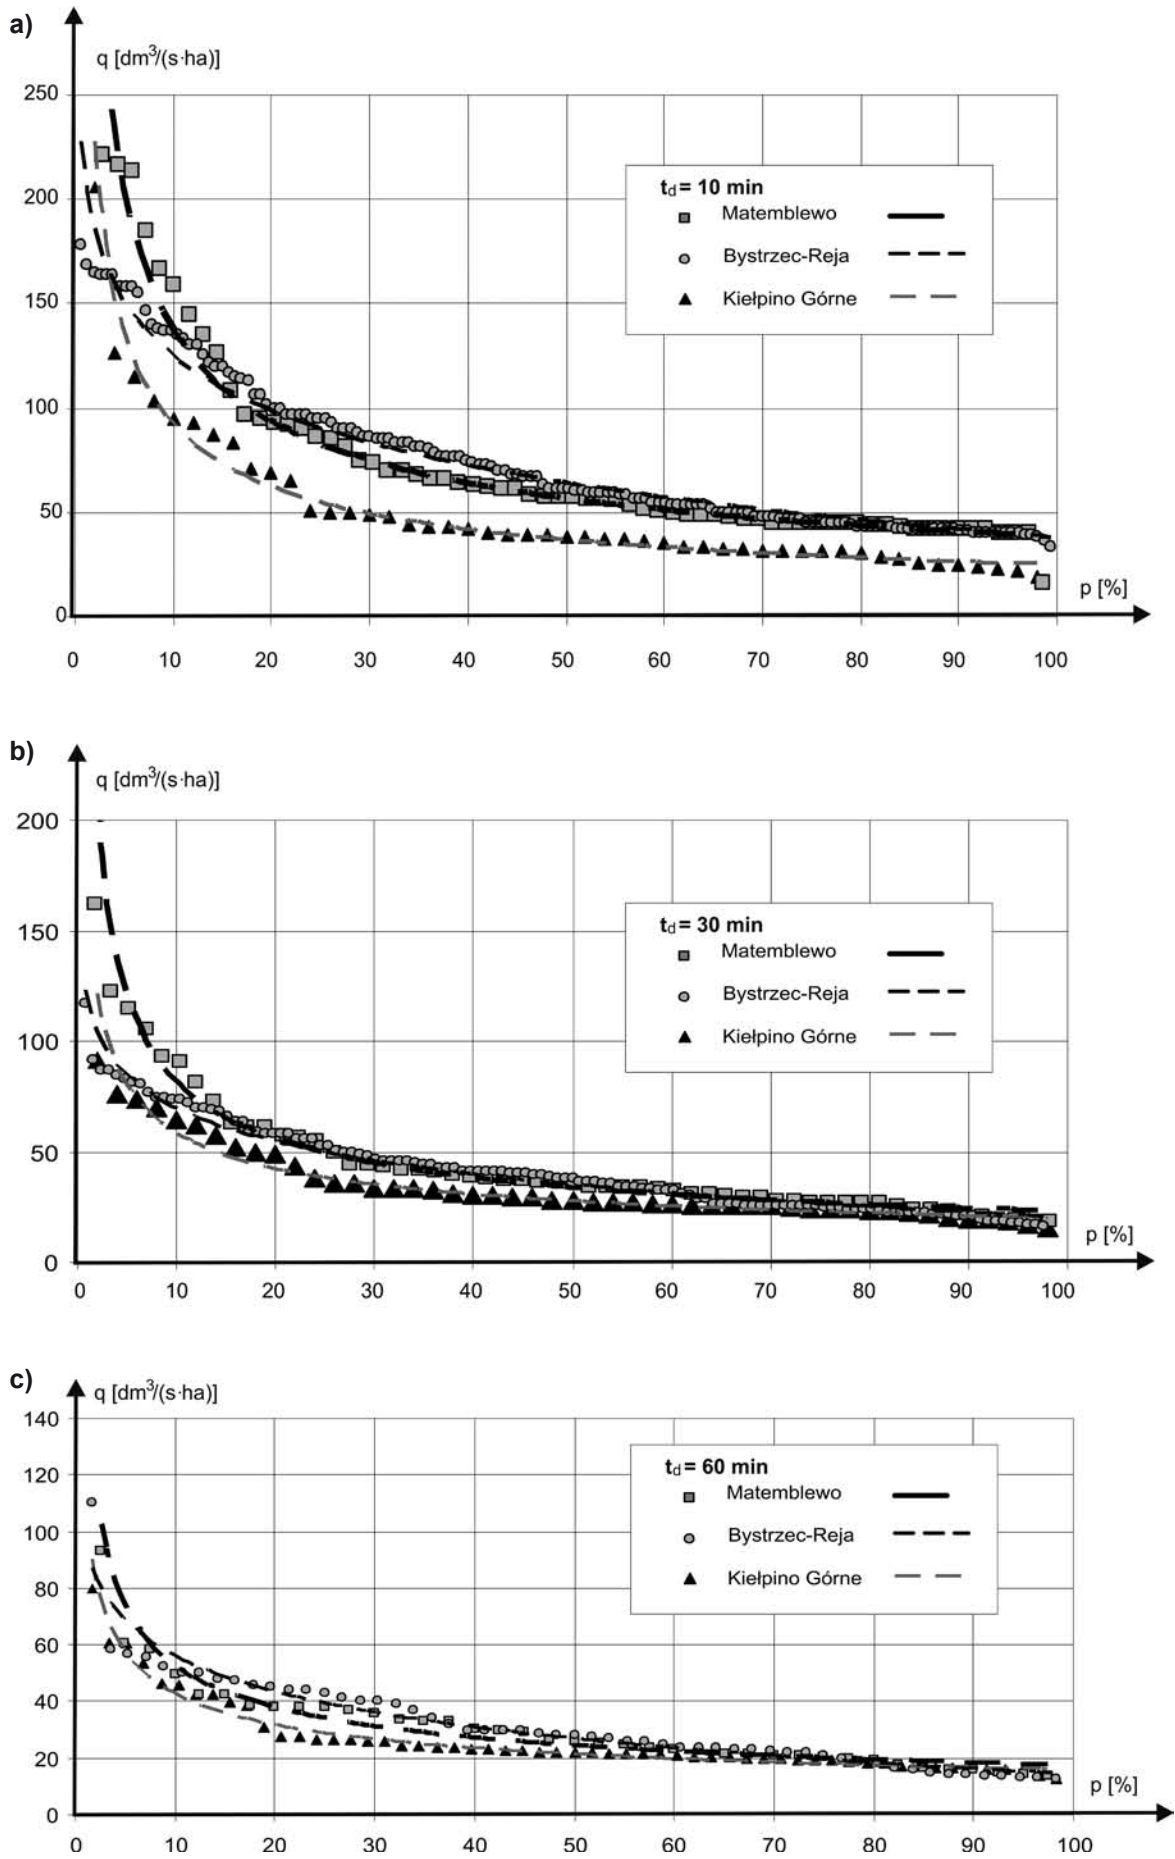 a)
q [dm³/(s·ha)]
250
200
150
100
50
0
t_d = 10 min
Matemblewo
Bystrzec-Reja
Kiełpino Górne
p [%]
0 10 20 30 40 50 60 70 80 90 100
b)
q [dm³/(s·ha)]
200
150
100
50
0
t_d = 30 min
Matemblewo
Bystrzec-Reja
Kiełpino Górne
p [%]
0 10 20 30 40 50 60 70 80 90 100
c)
q [dm³/(s·ha)]
140
120
100
80
60
40
20
0
t_d = 60 min
Matemblewo
Bystrzec-Reja
Kiełpino Górne
p [%]
0 10 20 30 40 50 60 70 80 90 100